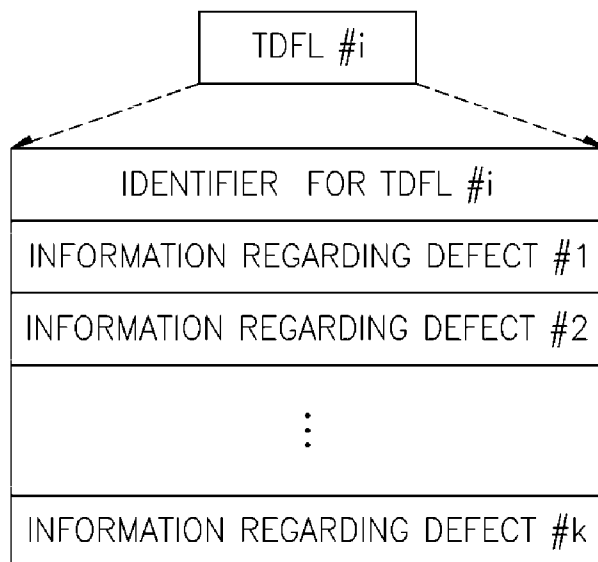 TDFL #i
IDENTIFIER FOR TDFL #i
INFORMATION REGARDING DEFECT #1
INFORMATION REGARDING DEFECT #2
⋮
INFORMATION REGARDING DEFECT #k